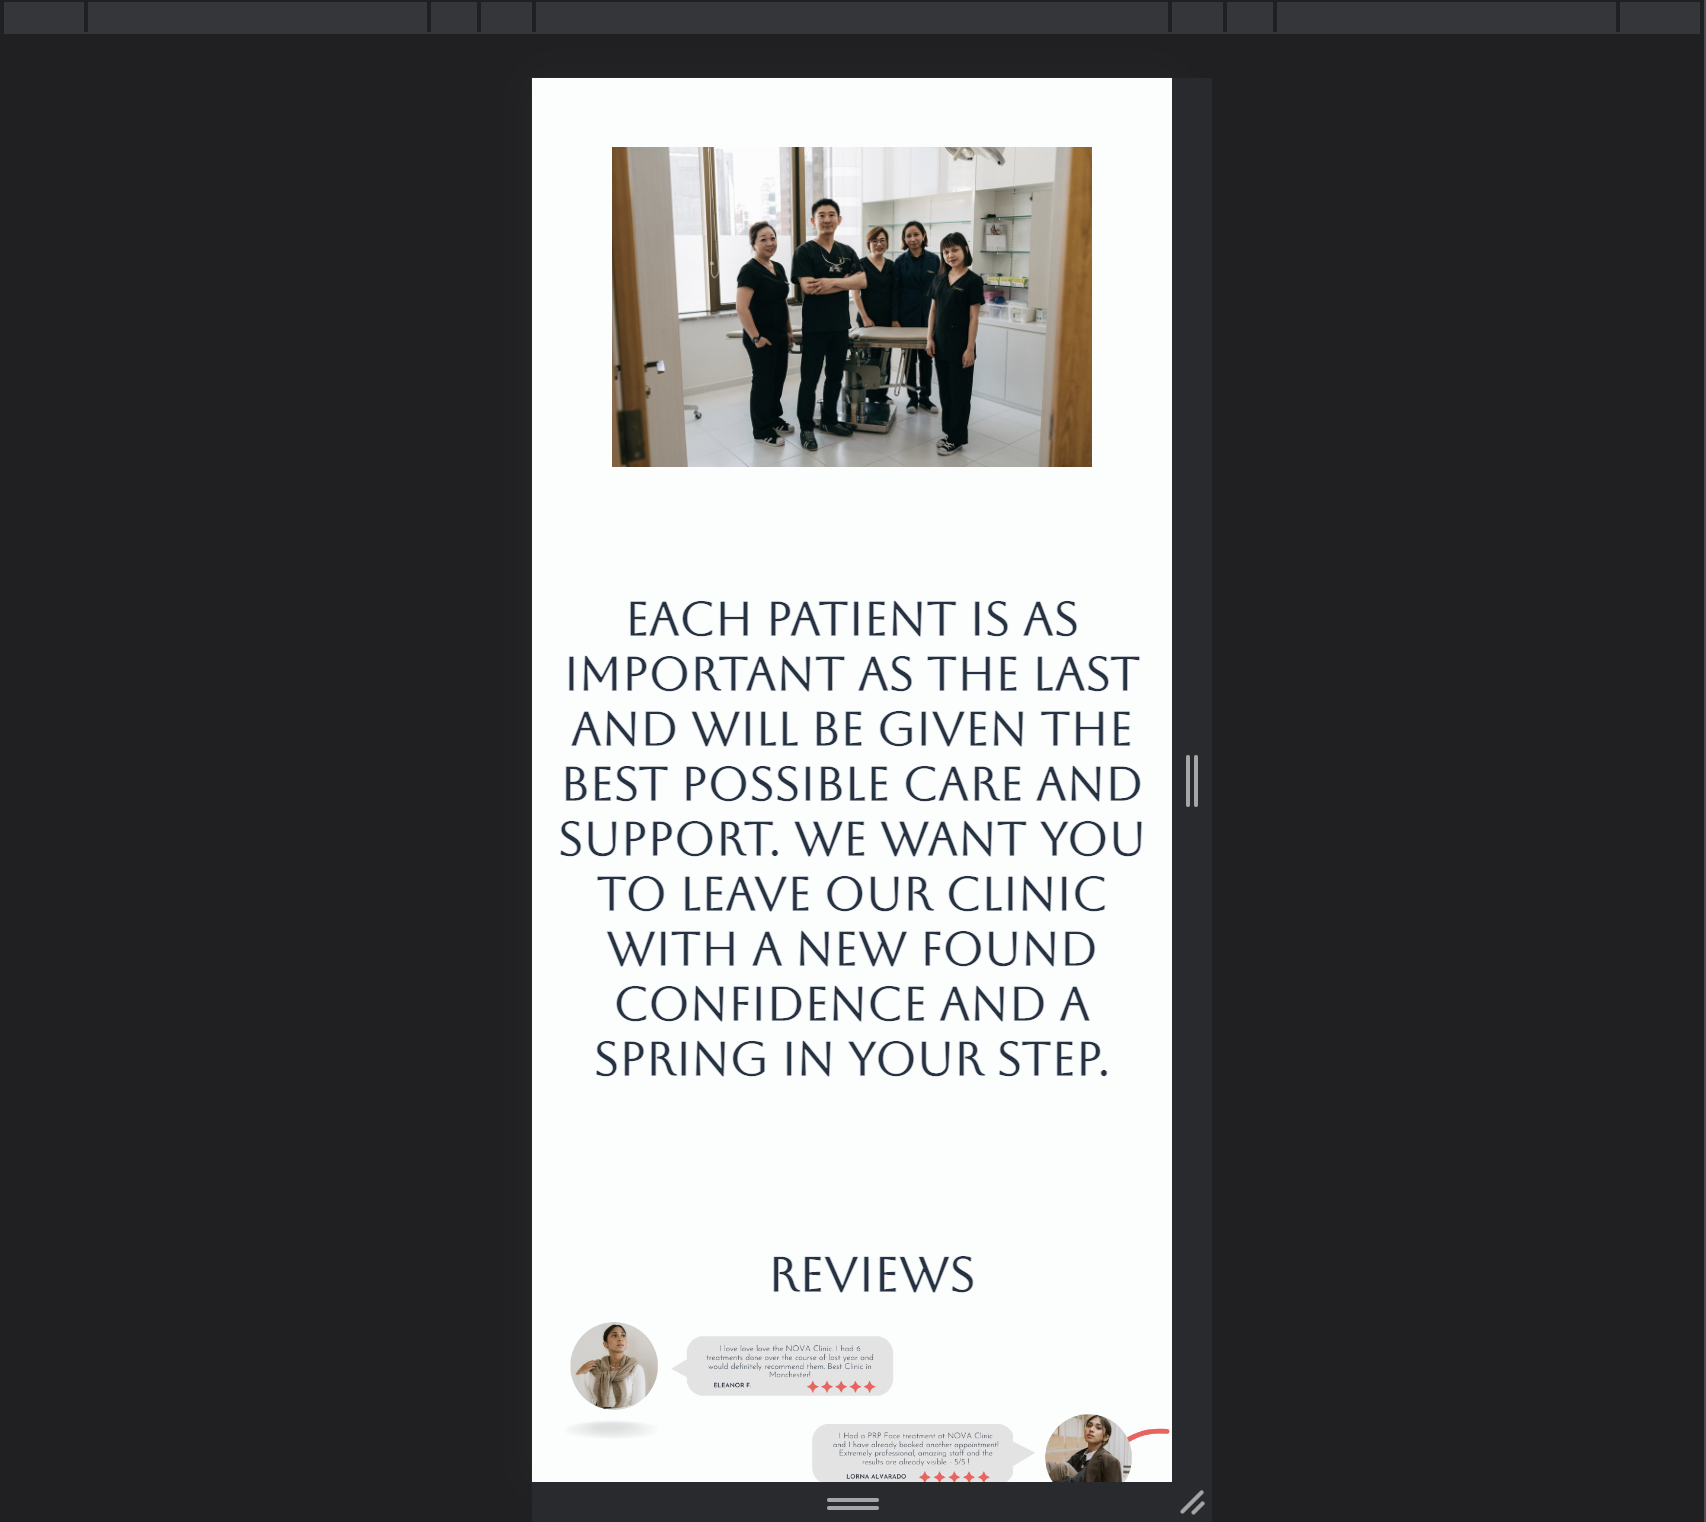 EACH PATIENT IS AS
IMPORTANT AS THE LAST
AND WILL BE GIVEN THE
BEST POSSIBLE CARE AND
SUPPORT. WE WANT YOU
TO LEAVE OUR CLINIC
WITH A NEW FOUND
CONFIDENCE AND A
SPRING IN YOUR STEP.
REVIEWS
I love love love the NOVA Clinic. I had 6
treatments done over the course of last year and
would definitely recommend them. Best Clinic in
Manchester!
ELEANOR F.
I Had a PRP Face treatment at NOVA Clinic
and I have already booked another appointment!
Extremely professional, amazing staff and the
results are already visible - 5/5 !
LORNA ALVARADO